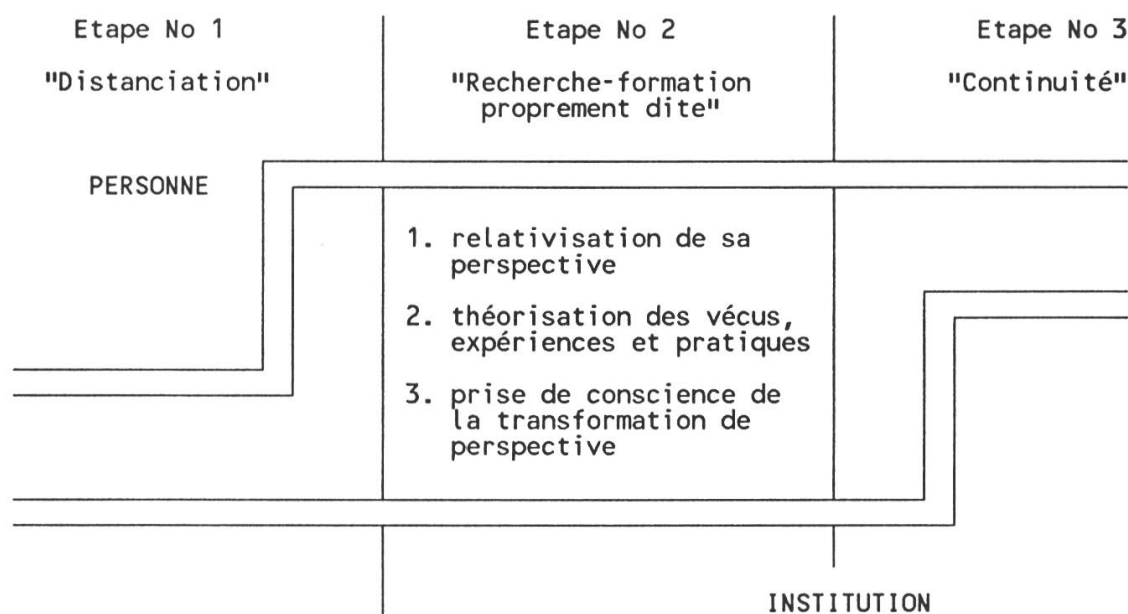 Etape No 1
"Distanciation"
PERSONNE
Etape No 2
"Recherche-formation
proprement dite"
1. relativisation de sa
perspective
2. théorisation des vécus,
expériences et pratiques
3. prise de conscience de
la transformation de
perspective
Etape No 3
"Continuité"
INSTITUTION